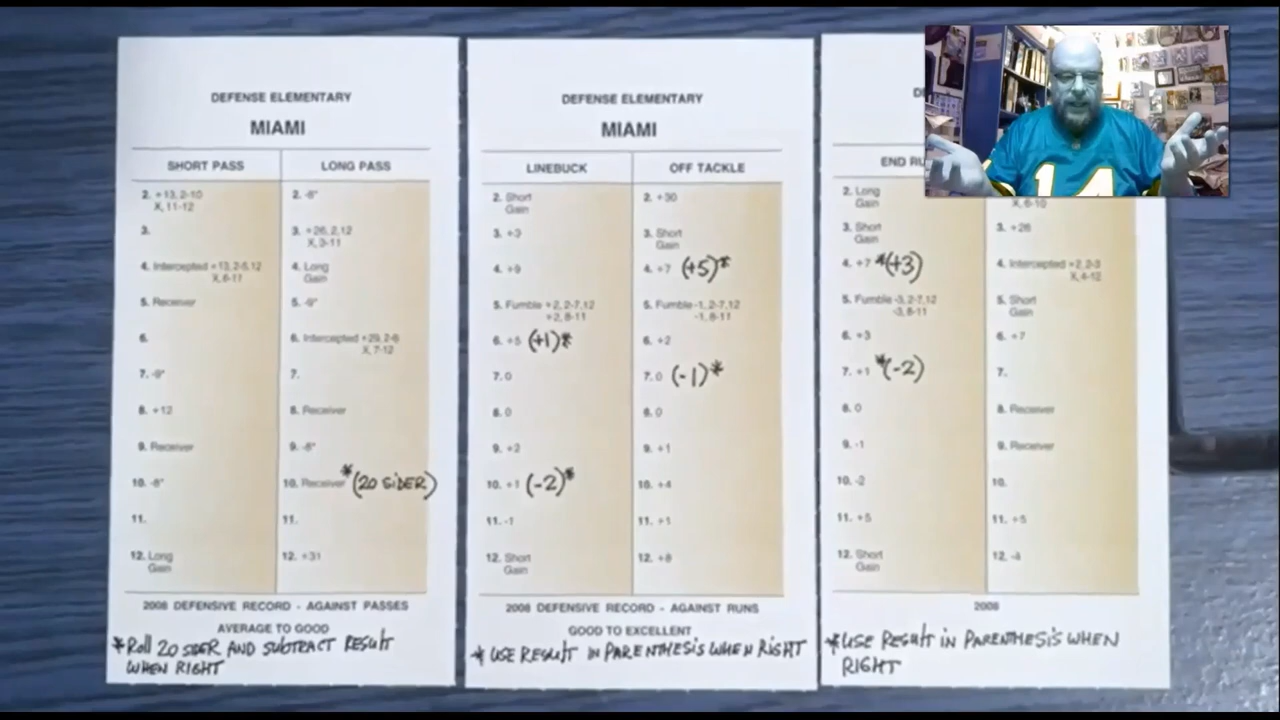 DEFENSE ELEMENTARY
MIAMI
SHORT PASS
2. +13, 2-10
X, 11-12
3.
4. Intercepted +13, 2-5,12
X, 6-11
5. Receiver
6.
7. -9*
8. +12
9. Receiver
10. -8*
11.
12. Long
Gain
LONG PASS
2. -8*
3. +26, 2,12
X, 3-11
4. Long
Gain
5. -9*
6. Intercepted +29, 2-6
X, 7-12
7.
8. Receiver
9. -8*
10. Receiver *(20 SIDER)
11.
12. +31
2008 DEFENSIVE RECORD - AGAINST PASSES
AVERAGE TO GOOD
* Roll 20 SIDER AND SUBTRACT RESULT
WHEN RIGHT
DEFENSE ELEMENTARY
MIAMI
LINEBUCK
2. Short
Gain
3. +3
4. +9
5. Fumble +2, 2-7,12
+2, 8-11
6. +5 (+1)*
7. 0
8. 0
9. +2
10. +1 (-2)*
11. -1
12. Short
Gain
OFF TACKLE
2. +30
3. Short
Gain
4. +7 (+5)*
5. Fumble -1, 2-7,12
-1, 8-11
6. +2
7. 0 (-1)*
8. 0
9. +1
10. +4
11. +1
12. +8
2008 DEFENSIVE RECORD - AGAINST RUNS
GOOD TO EXCELLENT
* USE RESULT IN PARENTHESIS WHEN RIGHT
END RU
2. Long
Gain
3. Short
Gain
4. +7 *(+3)
5. Fumble -3, 2-7,12
-3, 8-11
6. +3
7. +1 *(-2)
8. 0
9. -1
10. -2
11. +5
12. Short
Gain
X, 6-10
3. +26
4. Intercepted +2, 2-3
X, 4-12
5. Short
Gain
6. +7
7.
8. Receiver
9. Receiver
10.
11. +5
12. -4
2008
* USE RESULT IN PARENTHESIS WHEN
RIGHT
14